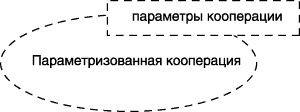 параметры кооперации
Параметризованная кооперация